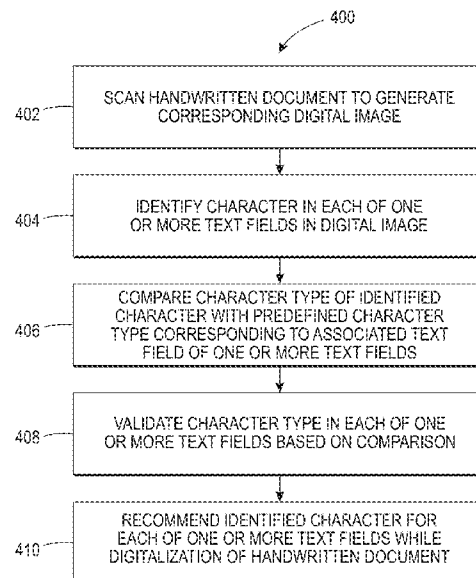 400
402
SCAN HANDWRITTEN DOCUMENT TO GENERATE
CORRESPONDING DIGITAL IMAGE
404
IDENTIFY CHARACTER IN EACH OF ONE
OR MORE TEXT FIELDS IN DIGITAL IMAGE
406
COMPARE CHARACTER TYPE OF IDENTIFIED
CHARACTER WITH PREDEFINED CHARACTER
TYPE CORRESPONDING TO ASSOCIATED TEXT
FIELD OF ONE OR MORE TEXT FIELDS
408
VALIDATE CHARACTER TYPE IN EACH OF ONE
OR MORE TEXT FIELDS BASED ON COMPARISON
410
RECOMMEND IDENTIFIED CHARACTER FOR
EACH OF ONE OR MORE TEXT FIELDS WHILE
DIGITALIZATION OF HANDWRITTEN DOCUMENT